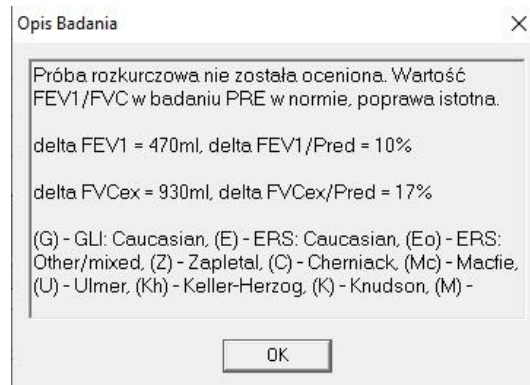 Opis Badania
Próba rozkurczowa nie została oceniona. Wartość
FEV1/FVC w badaniu PRE w normie, poprawa istotna.
delta FEV1 = 470ml, delta FEV1/Pred = 10%
delta FVCex = 930ml, delta FVCex/Pred = 17%
(G) - GLI: Caucasian, (E) - ERS: Caucasian, (Eo) - ERS:
Other/mixed, (Z) - Zapletal, (C) - Cherniack, (Mc) - Macfie,
(U) - Ulmer, (Kh) - Keller-Herzog, (K) - Knudson, (M) -
OK